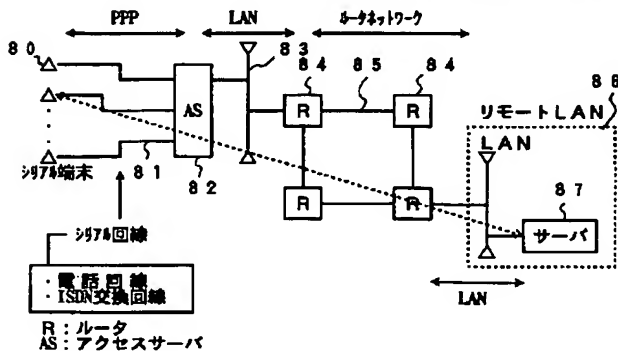 PPP
LAN
ルータネットワーク
80
83
84
85
84
86
AS
R
R
リモートLAN
LAN
シリアル端末
81
82
R
R
87
サーバ
シリアル回線
LAN
・電話回線
・ISDN交換回線
R:ルータ
AS:アクセスサーバ